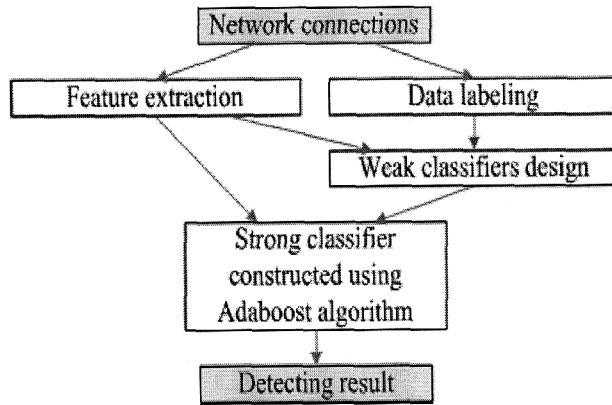 Network connections
Feature extraction
Data labeling
Weak classifiers design
Strong classifier
constructed using
Adaboost algorithm
Detecting result